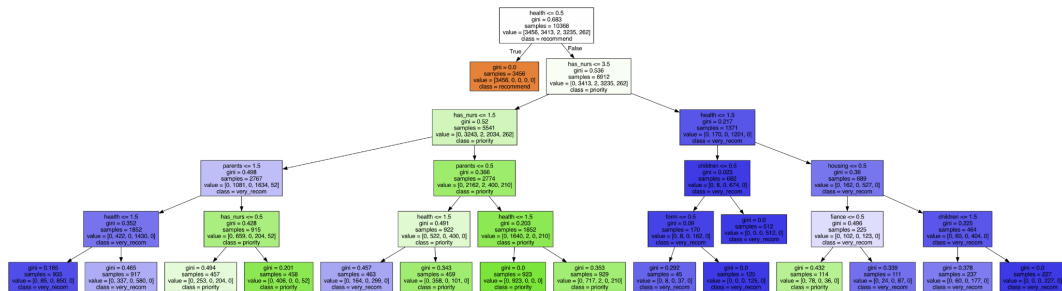 health <= 0.5
gini = 0.683
samples = 10368
value = [3456, 3413, 2, 3235, 262]
class = recommend
True
False
gini = 0.0
samples = 3456
value = [3456, 0, 0, 0, 0]
class = recommend
has_nurs <= 3.5
gini = 0.536
samples = 6912
value = [0, 3413, 2, 3235, 262]
class = priority
has_nurs <= 1.5
gini = 0.52
samples = 5541
value = [0, 3243, 2, 2034, 262]
class = priority
health <= 1.5
gini = 0.217
samples = 1371
value = [0, 170, 0, 1201, 0]
class = very_recom
parents <= 1.5
gini = 0.498
samples = 2767
value = [0, 1081, 0, 1634, 52]
class = very_recom
parents <= 0.5
gini = 0.366
samples = 2774
value = [0, 2162, 2, 400, 210]
class = priority
children <= 0.5
gini = 0.023
samples = 682
value = [0, 8, 0, 674, 0]
class = very_recom
housing <= 0.5
gini = 0.36
samples = 689
value = [0, 162, 0, 527, 0]
class = very_recom
health <= 1.5
gini = 0.352
samples = 1852
value = [0, 422, 0, 1430, 0]
class = very_recom
has_nurs <= 0.5
gini = 0.428
samples = 915
value = [0, 659, 0, 204, 52]
class = priority
health <= 1.5
gini = 0.491
samples = 922
value = [0, 522, 0, 400, 0]
class = priority
health <= 1.5
gini = 0.203
samples = 1852
value = [0, 1640, 2, 0, 210]
class = priority
form <= 0.5
gini = 0.09
samples = 170
value = [0, 8, 0, 162, 0]
class = very_recom
gini = 0.0
samples = 512
value = [0, 0, 0, 512, 0]
class = very_recom
finance <= 0.5
gini = 0.496
samples = 225
value = [0, 102, 0, 123, 0]
class = very_recom
children <= 1.5
gini = 0.225
samples = 464
value = [0, 60, 0, 404, 0]
class = very_recom
samples = 935
value = [0, 85, 0, 850, 0]
class = very_recom
gini = 0.465
samples = 917
value = [0, 337, 0, 580, 0]
class = very_recom
gini = 0.494
samples = 457
value = [0, 253, 0, 204, 0]
class = priority
gini = 0.201
samples = 458
value = [0, 406, 0, 0, 52]
class = priority
gini = 0.457
samples = 463
value = [0, 164, 0, 299, 0]
class = very_recom
gini = 0.343
samples = 459
value = [0, 358, 0, 101, 0]
class = priority
gini = 0.0
samples = 923
value = [0, 923, 0, 0, 0]
class = priority
gini = 0.353
samples = 929
value = [0, 717, 2, 0, 210]
class = priority
gini = 0.292
samples = 45
value = [0, 8, 0, 37, 0]
class = very_recom
gini = 0.0
samples = 125
value = [0, 0, 0, 125, 0]
class = very_recom
gini = 0.432
samples = 114
value = [0, 78, 0, 36, 0]
class = priority
gini = 0.339
samples = 111
value = [0, 24, 0, 87, 0]
class = very_recom
gini = 0.378
samples = 237
value = [0, 60, 0, 177, 0]
class = very_recom
gini = 0.0
samples = 227
value = [0, 0, 0, 227, 0]
class = very_recom